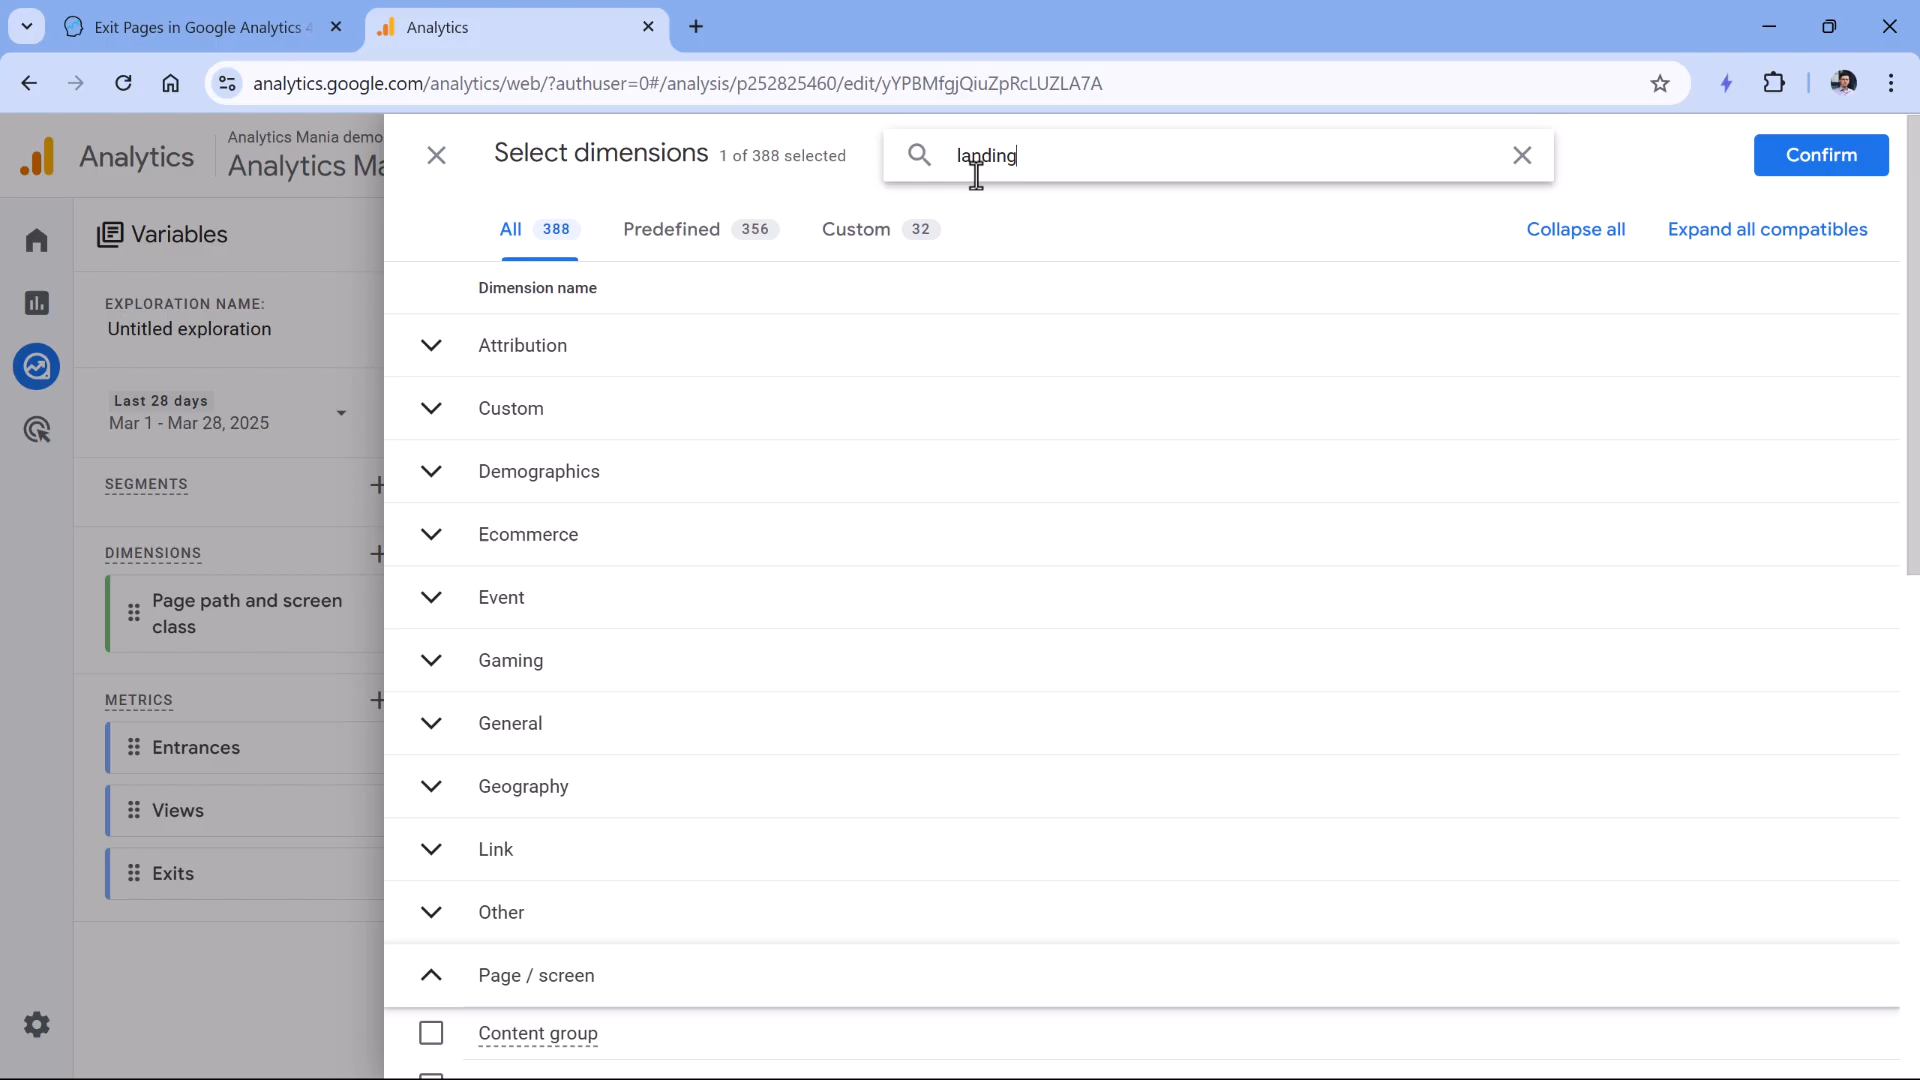 Exit Pages in Google Analytics 4
Analytics
analytics.google.com/analytics/web/?authuser=0#/analysis/p252825460/edit/yYPBMfgjQiuZpRcLUZLA7A
Analytics
Analytics Mania demo
Analytics Ma
Select dimensions 1 of 388 selected
landing
Confirm
All 388
Predefined 356
Custom 32
Collapse all
Expand all compatibles
Variables
EXPLORATION NAME:
Untitled exploration
Last 28 days
Mar 1 - Mar 28, 2025
SEGMENTS
DIMENSIONS
Page path and screen
class
METRICS
Entrances
Views
Exits
Dimension name
Attribution
Custom
Demographics
Ecommerce
Event
Gaming
General
Geography
Link
Other
Page / screen
Content group